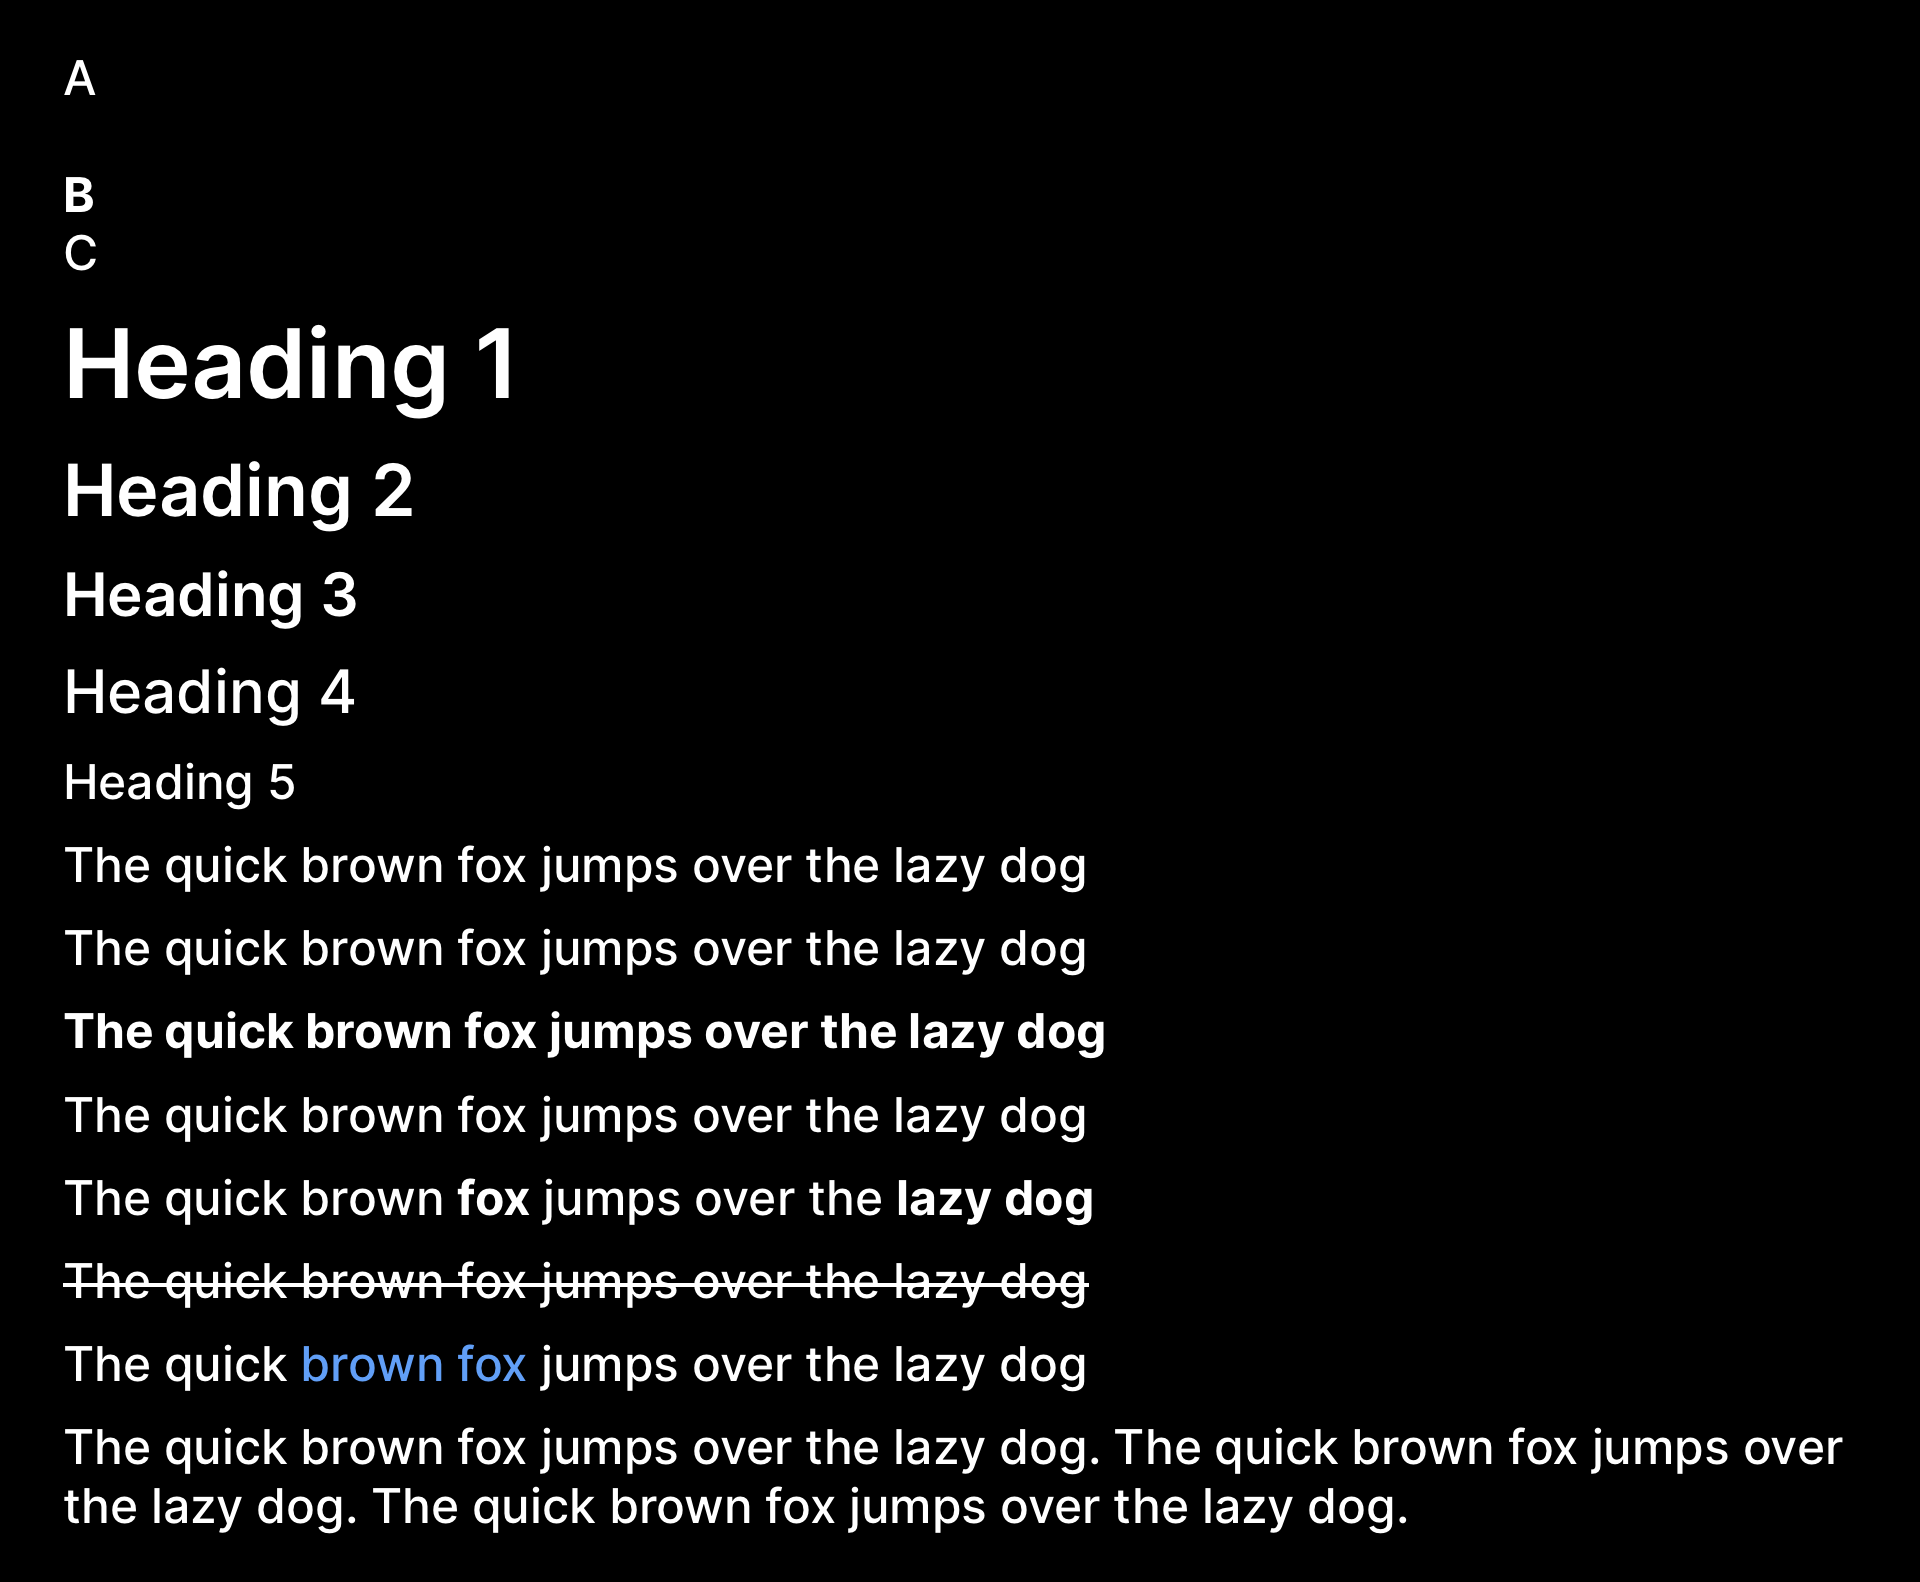 A
B
C
Heading 1
Heading 2
Heading 3
Heading 4
Heading 5
The quick brown fox jumps over the lazy dog
The quick brown fox jumps over the lazy dog
The quick brown fox jumps over the lazy dog
The quick brown fox jumps over the lazy dog
The quick brown fox jumps over the lazy dog
The quick brown fox jumps over the lazy dog
The quick brown fox jumps over the lazy dog
The quick brown fox jumps over the lazy dog. The quick brown fox jumps over
the lazy dog. The quick brown fox jumps over the lazy dog.